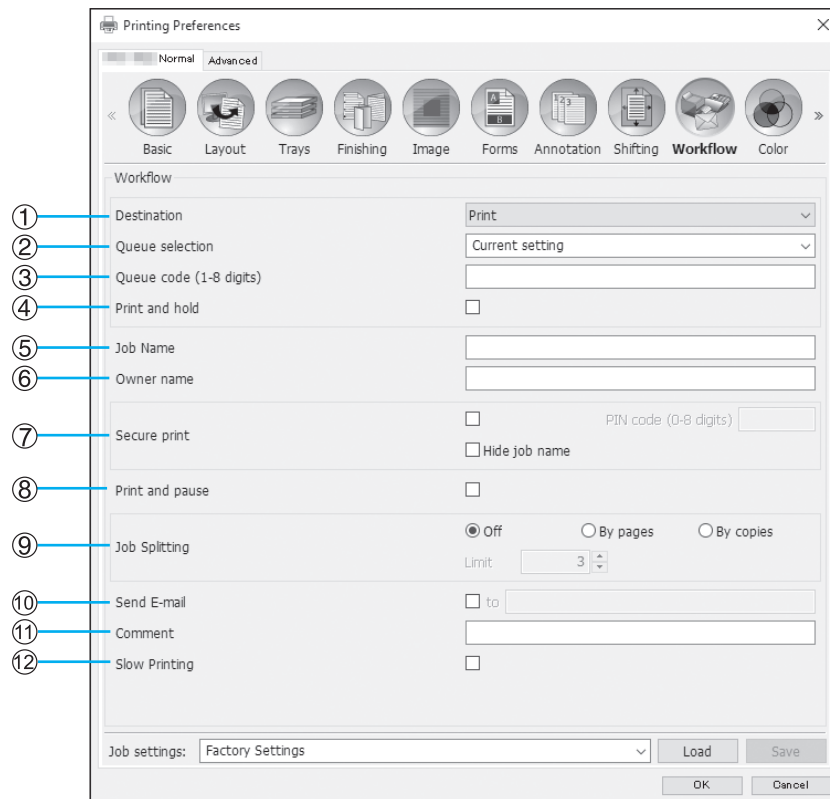 Printing Preferences
Normal Advanced
« Basic Layout Trays Finishing Image Forms Annotation Shifting Workflow Color »
Workflow
① Destination Print
② Queue selection Current setting
③ Queue code (1-8 digits)
④ Print and hold
⑤ Job Name
⑥ Owner name
⑦ Secure print PIN code (0-8 digits)
Hide job name
⑧ Print and pause
⑨ Job Splitting Off By pages By copies
Limit 3
⑩ Send E-mail to
⑪ Comment
⑫ Slow Printing
Job settings: Factory Settings Load Save
OK Cancel